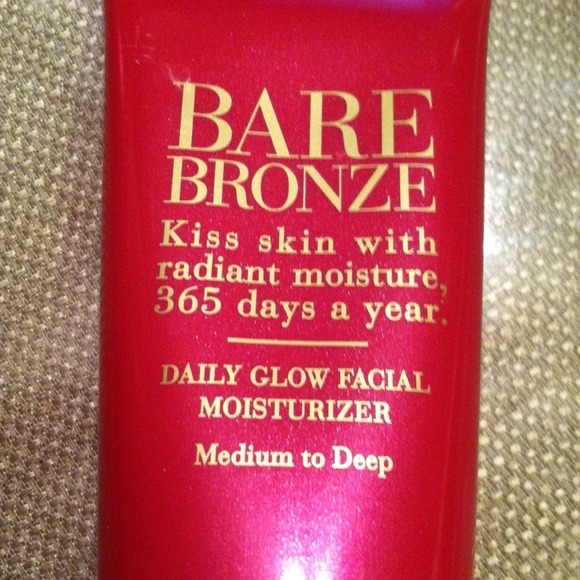 BARE
BRONZE
Kiss skin with
radiant moisture,
365 days a year.
DAILY GLOW FACIAL
MOISTURIZER
Medium to Deep